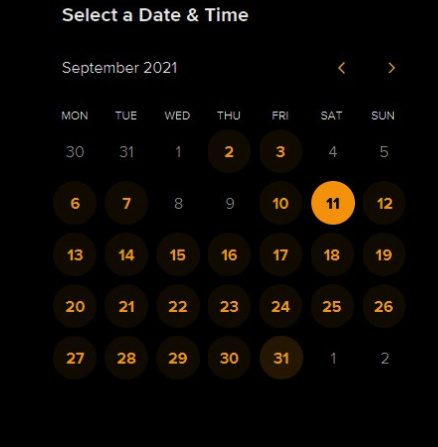 Select a Date & Time
September 2021
MON TUE WED THU FRI SAT SUN
30 31 1 2 3 4 5
6 7 8 9 10 11 12
13 14 15 16 17 18 19
20 21 22 23 24 25 26
27 28 29 30 31 1 2